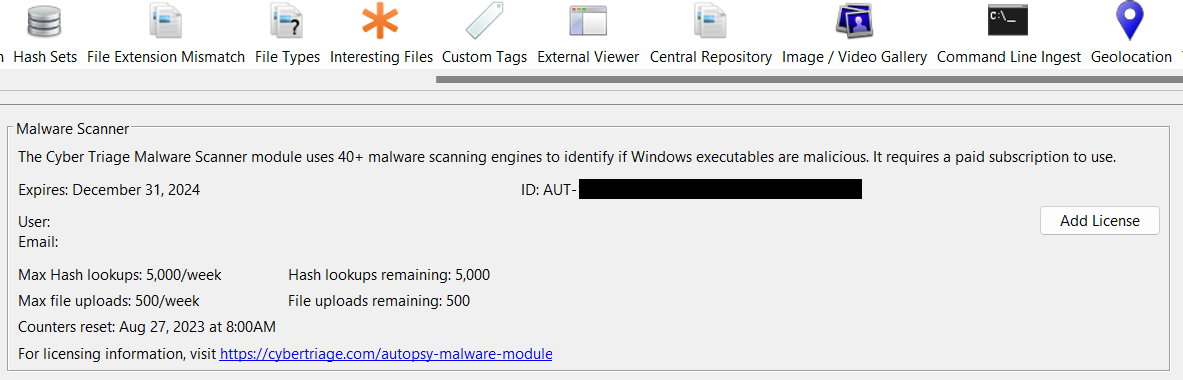 C:\_
n Hash Sets File Extension Mismatch File Types Interesting Files Custom Tags External Viewer Central Repository Image / Video Gallery Command Line Ingest Geolocation
Malware Scanner
The Cyber Triage Malware Scanner module uses 40+ malware scanning engines to identify if Windows executables are malicious. It requires a paid subscription to use.
Expires: December 31, 2024 ID: AUT-
User:
Add License
Email:
Max Hash lookups: 5,000/week Hash lookups remaining: 5,000
Max file uploads: 500/week File uploads remaining: 500
Counters reset: Aug 27, 2023 at 8:00AM
For licensing information, visit https://cybertriage.com/autopsy-malware-module